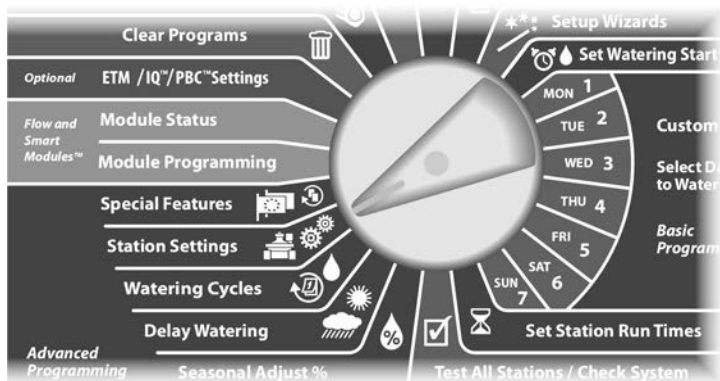 Clear Programs
Setup Wizards
Set Watering Start
Optional
ETM /IQ™/PBC™Settings
MON 1
Flow and
Smart
Modules™
Module Status
TUE 2
Custom
Module Programming
WED 3
Select Da
to Water
Special Features
THU 4
Basic
Program
Station Settings
FRI 5
SAT 6
SUN 7
Watering Cycles
Delay Watering
%
Set Station Run Times
Advanced
Programming
Seasonal Adjust %
Test All Stations / Check System